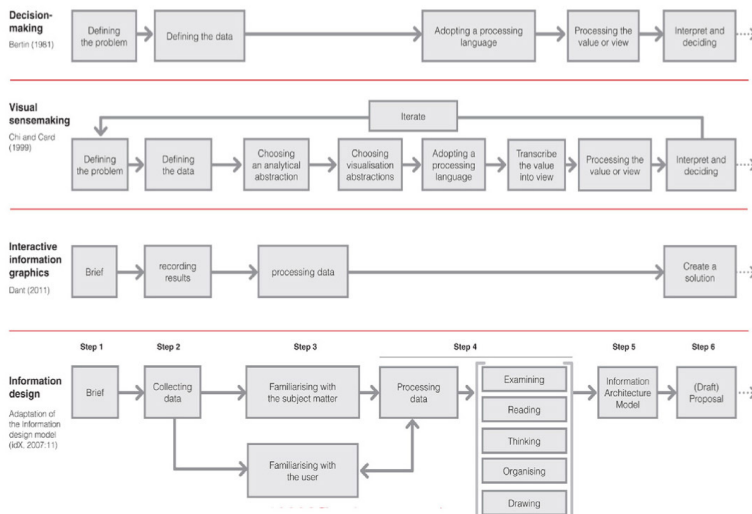 Decision-
making
Bertin (1981)
Defining
the problem
Defining the data
Adopting a processing
language
Processing the
value or view
Interpret and
deciding
Visual
sensemaking
Chi and Card
(1999)
Iterate
Defining
the problem
Defining
the data
Choosing
an analytical
abstraction
Choosing
visualisation
abstractions
Adopting a
processing
language
Transcribe
the value
into view
Processing the
value or view
Interpret and
deciding
Interactive
information
graphics
Dant (2011)
Brief
recording
results
processing data
Create a
solution
Step 1
Step 2
Step 3
Step 4
Step 5
Step 6
Information
design
Adaptation of
the Information
design model
(idX. 2007:11)
Brief
Collecting
data
Familiarising with
the subject matter
Processing
data
Examining
Reading
Thinking
Organising
Drawing
Information
Architecture
Model
(Draft)
Proposal
Familiarising with
the user